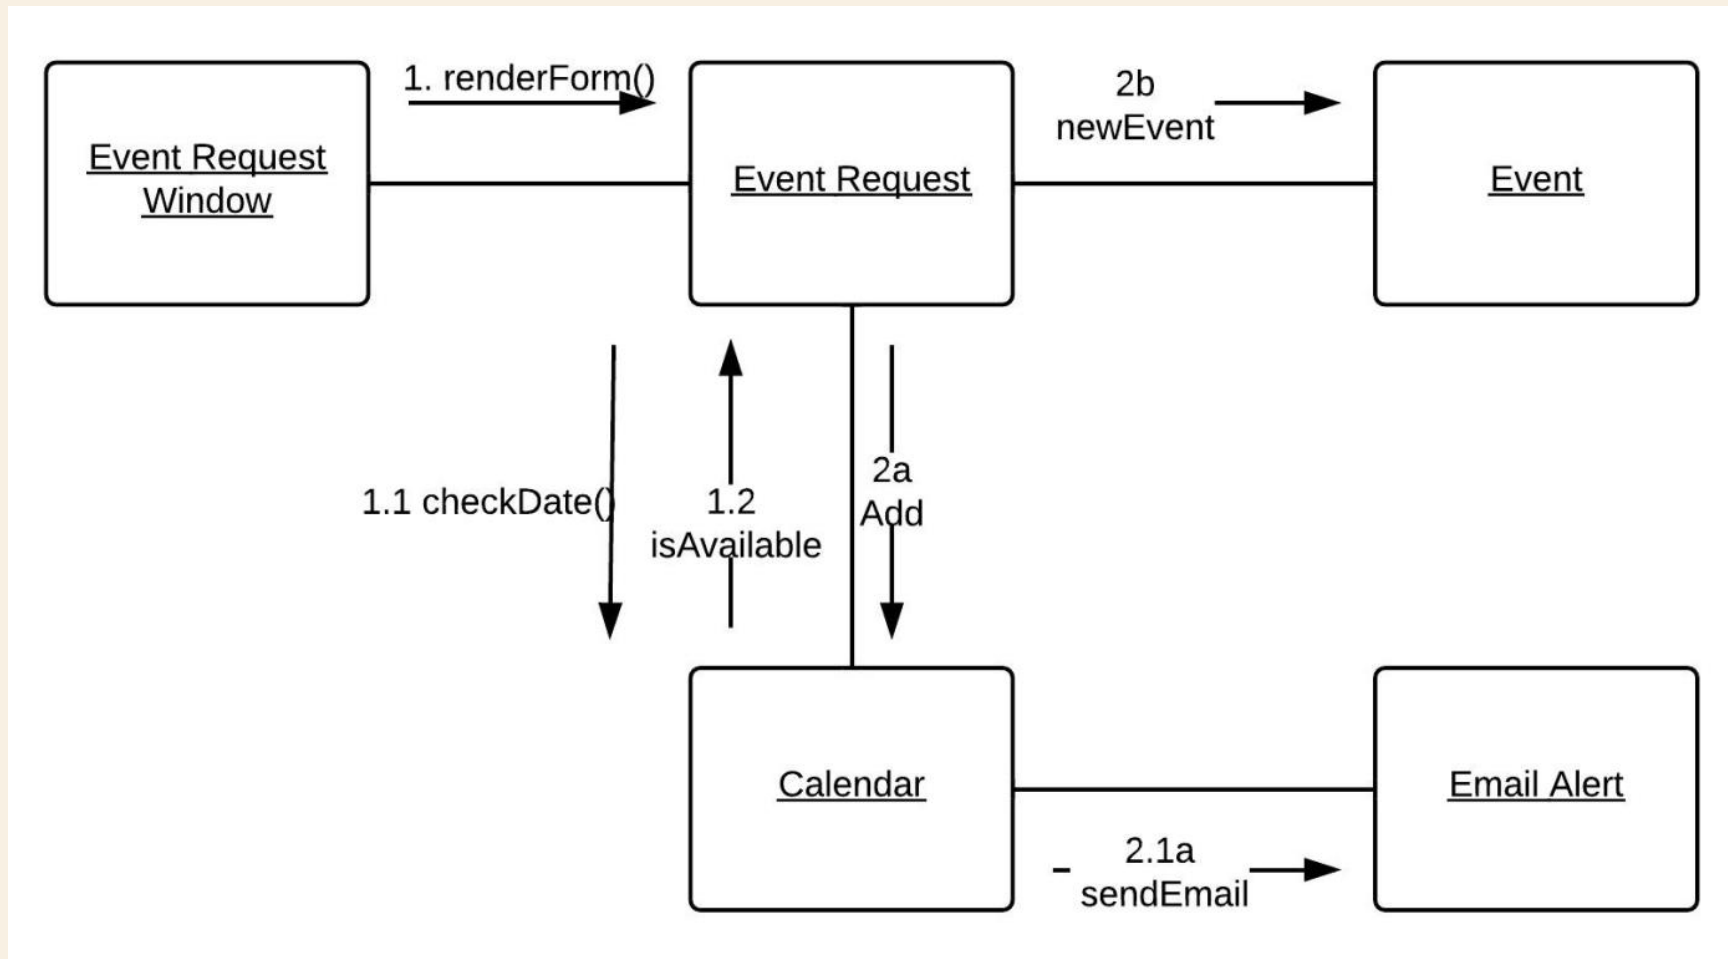 1. renderForm()
Event Request
Window
Event Request
2b
newEvent
Event
1.1 checkDate()
1.2
isAvailable
2a
Add
Calendar
Email Alert
2.1a
sendEmail